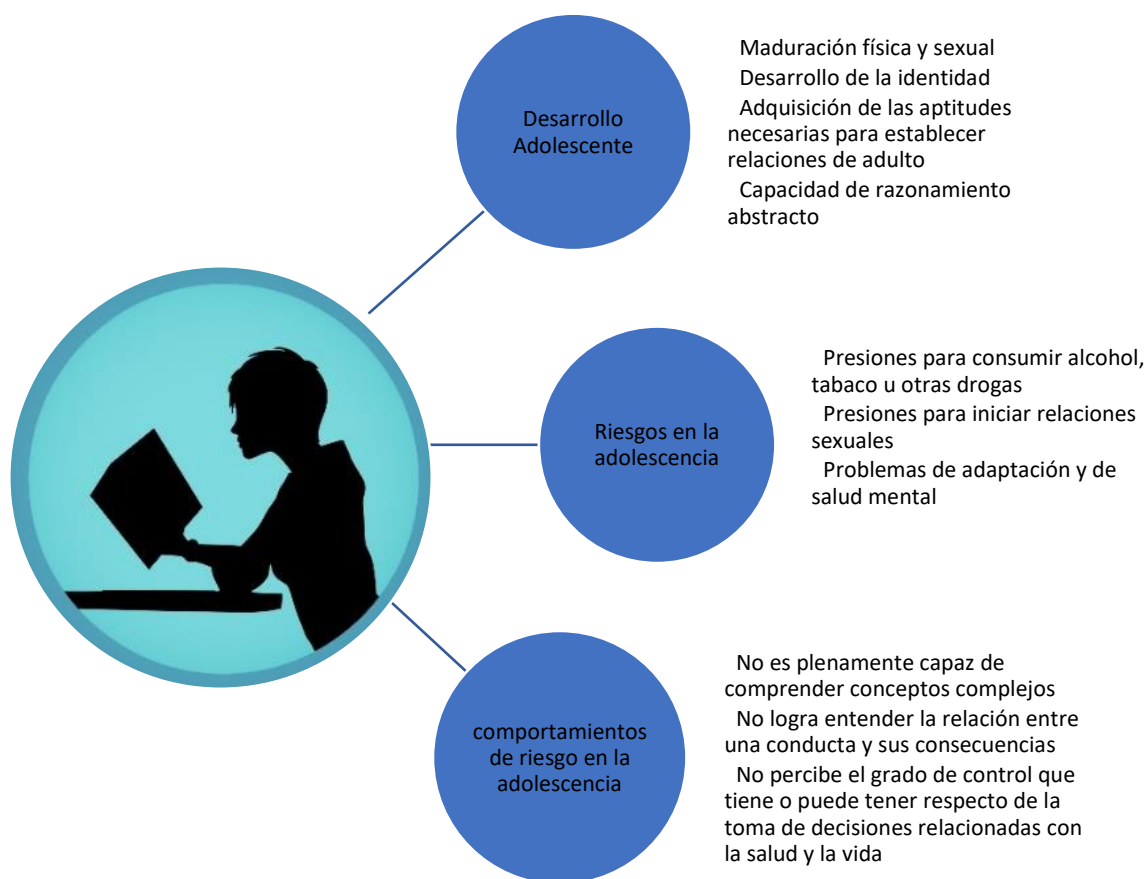 Desarrollo
Adolescente
Maduración física y sexual
Desarrollo de la identidad
Adquisición de las aptitudes
necesarias para establecer
relaciones de adulto
Capacidad de razonamiento
abstracto
Riesgos en la
adolescencia
Presiones para consumir alcohol,
tabaco u otras drogas
Presiones para iniciar relaciones
sexuales
Problemas de adaptación y de
salud mental
comportamientos
de riesgo en la
adolescencia
No es plenamente capaz de
comprender conceptos complejos
No logra entender la relación entre
una conducta y sus consecuencias
No percibe el grado de control que
tiene o puede tener respecto de la
toma de decisiones relacionadas con
la salud y la vida